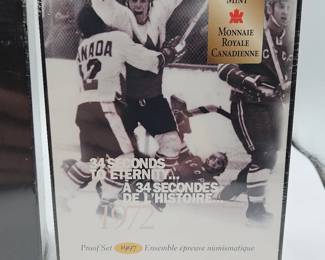 MINT
MONNAIE
ROYALE
CANADIENNE
CANADA
12
34 SECONDS
TO ETERNITY...
À 34 SECONDES
DE L'HISTOIRE...
1972
Proof Set 1997 Ensemble épreuve numismatique